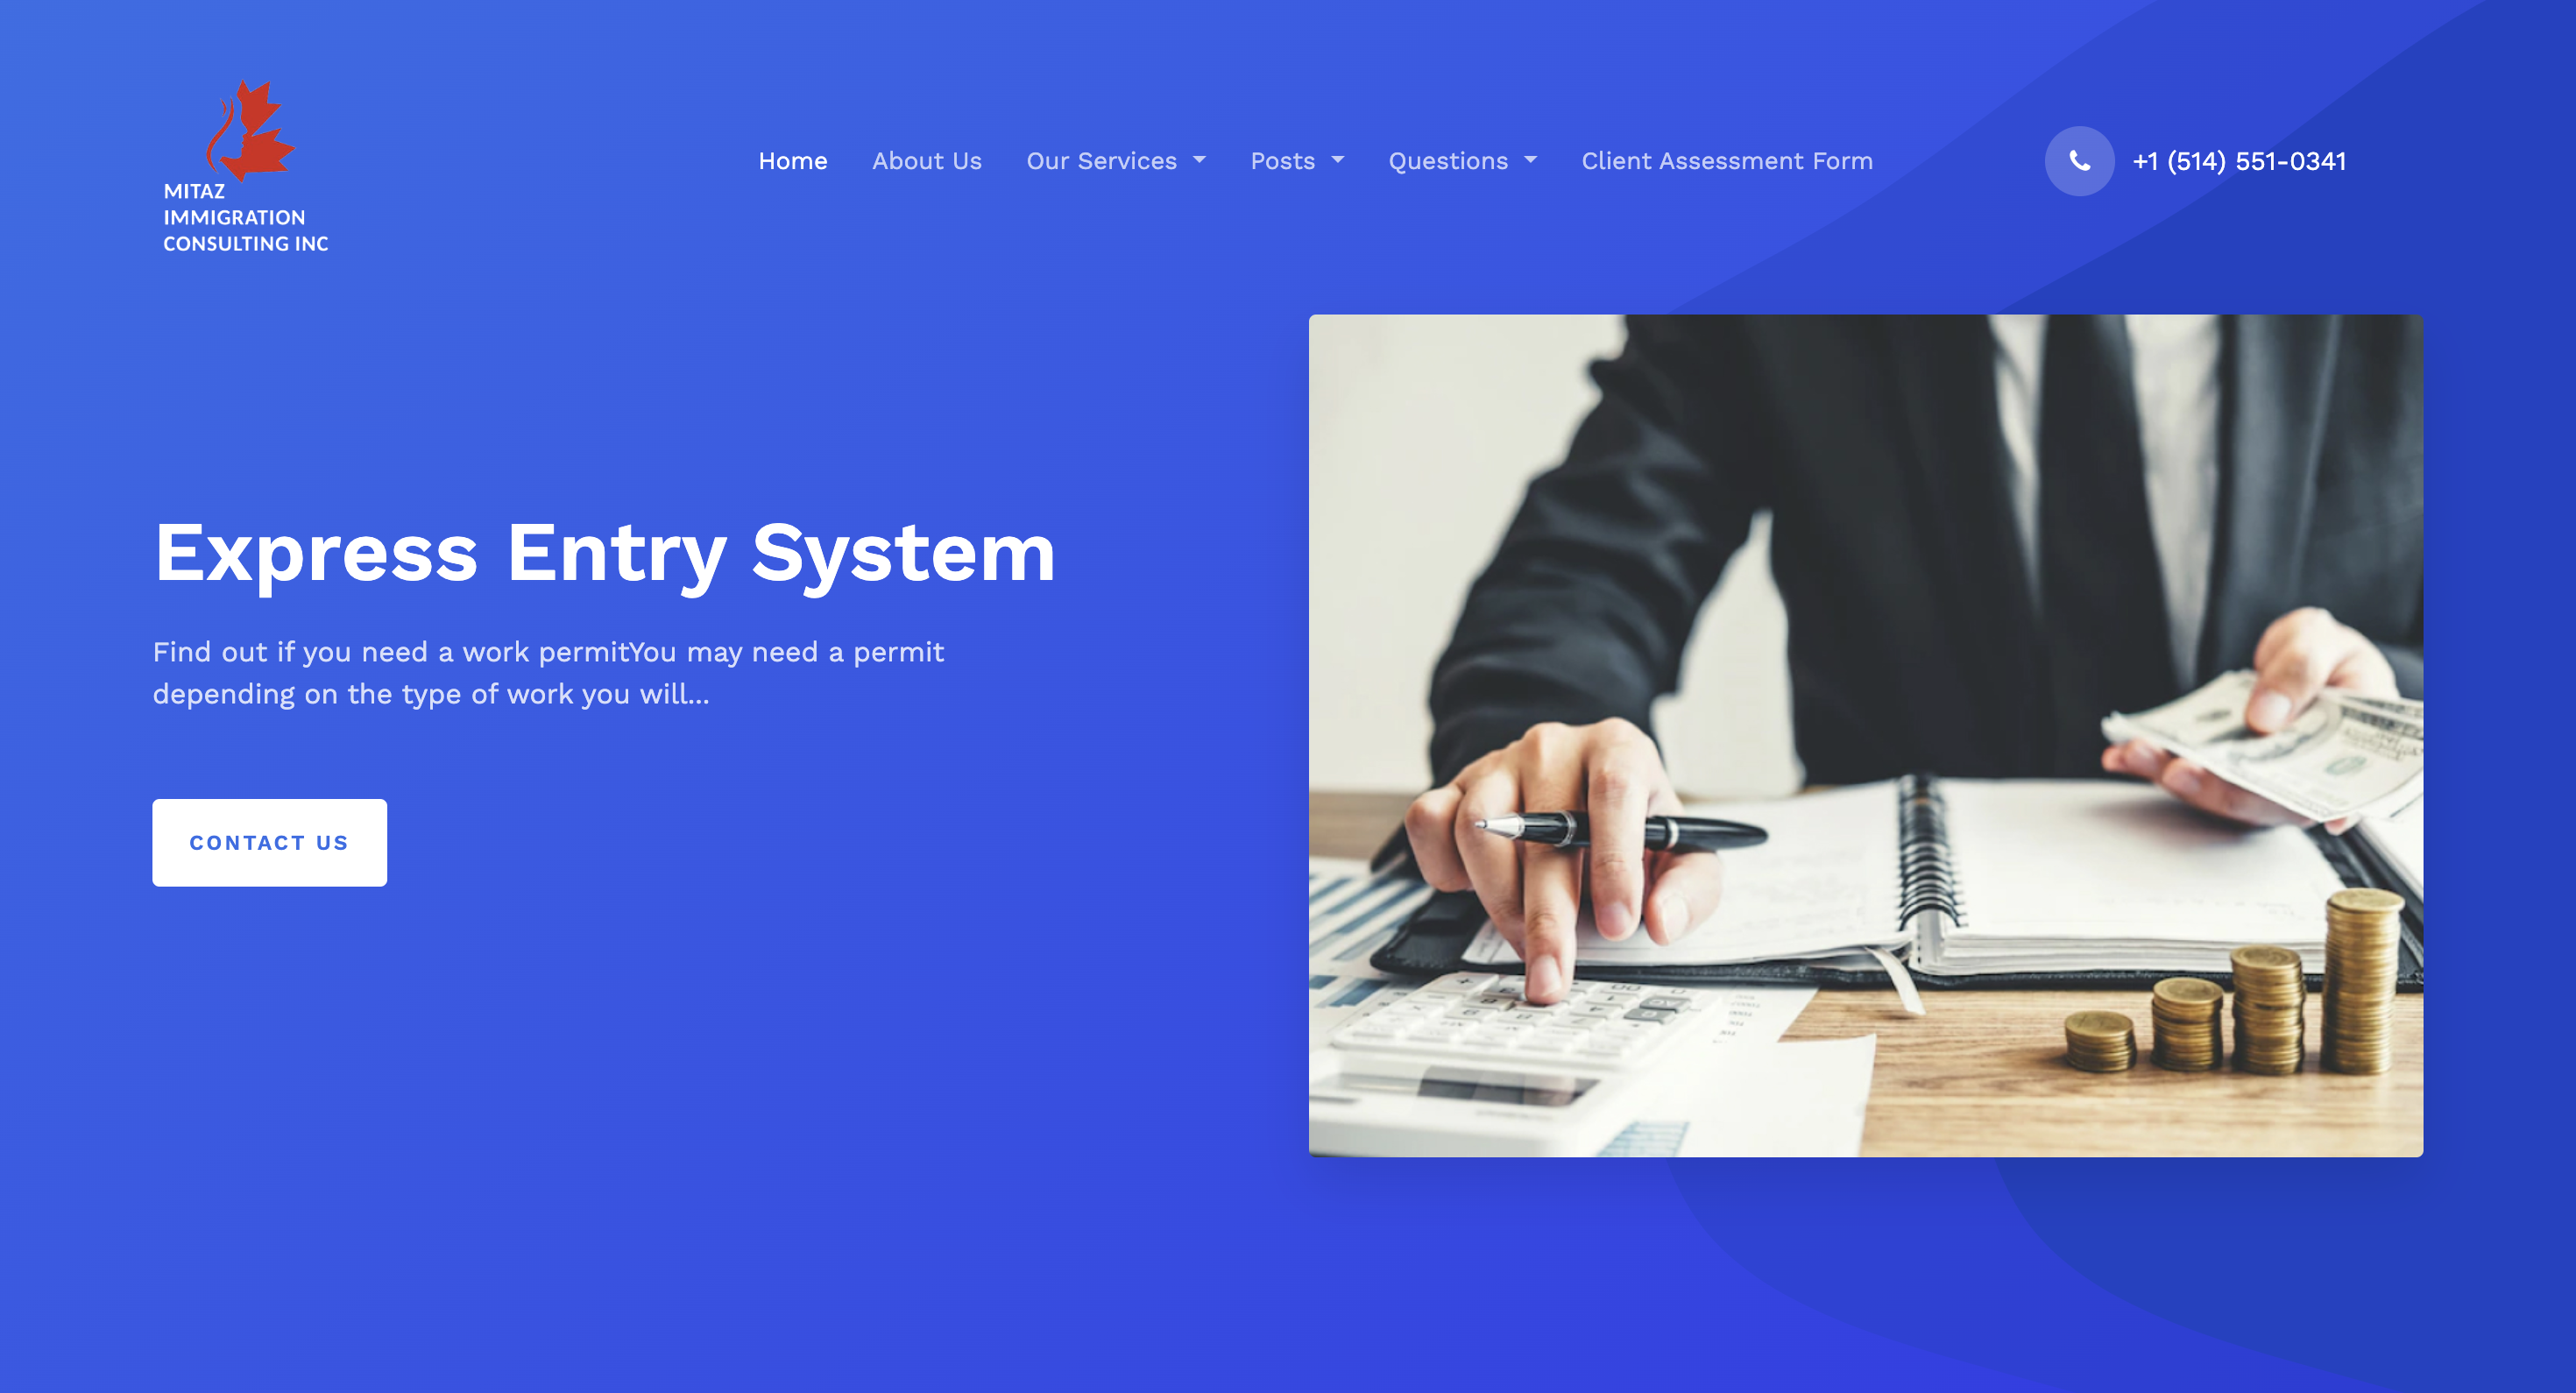 MITAZ
IMMIGRATION
CONSULTING INC
Home About Us Our Services Posts Questions Client Assessment Form +1 (514) 551-0341
Express Entry System
Find out if you need a work permitYou may need a permit
depending on the type of work you will...
CONTACT US